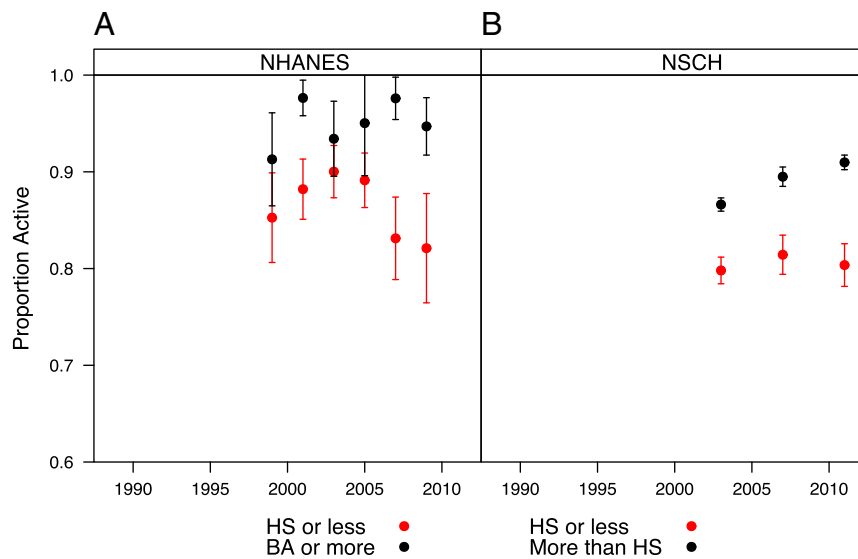 A B
NHANES NSCH
1.0
0.9
0.8
0.7
0.6
Proportion Active
1990 1995 2000 2005 2010 1990 1995 2000 2005 2010
HS or less HS or less
BA or more More than HS